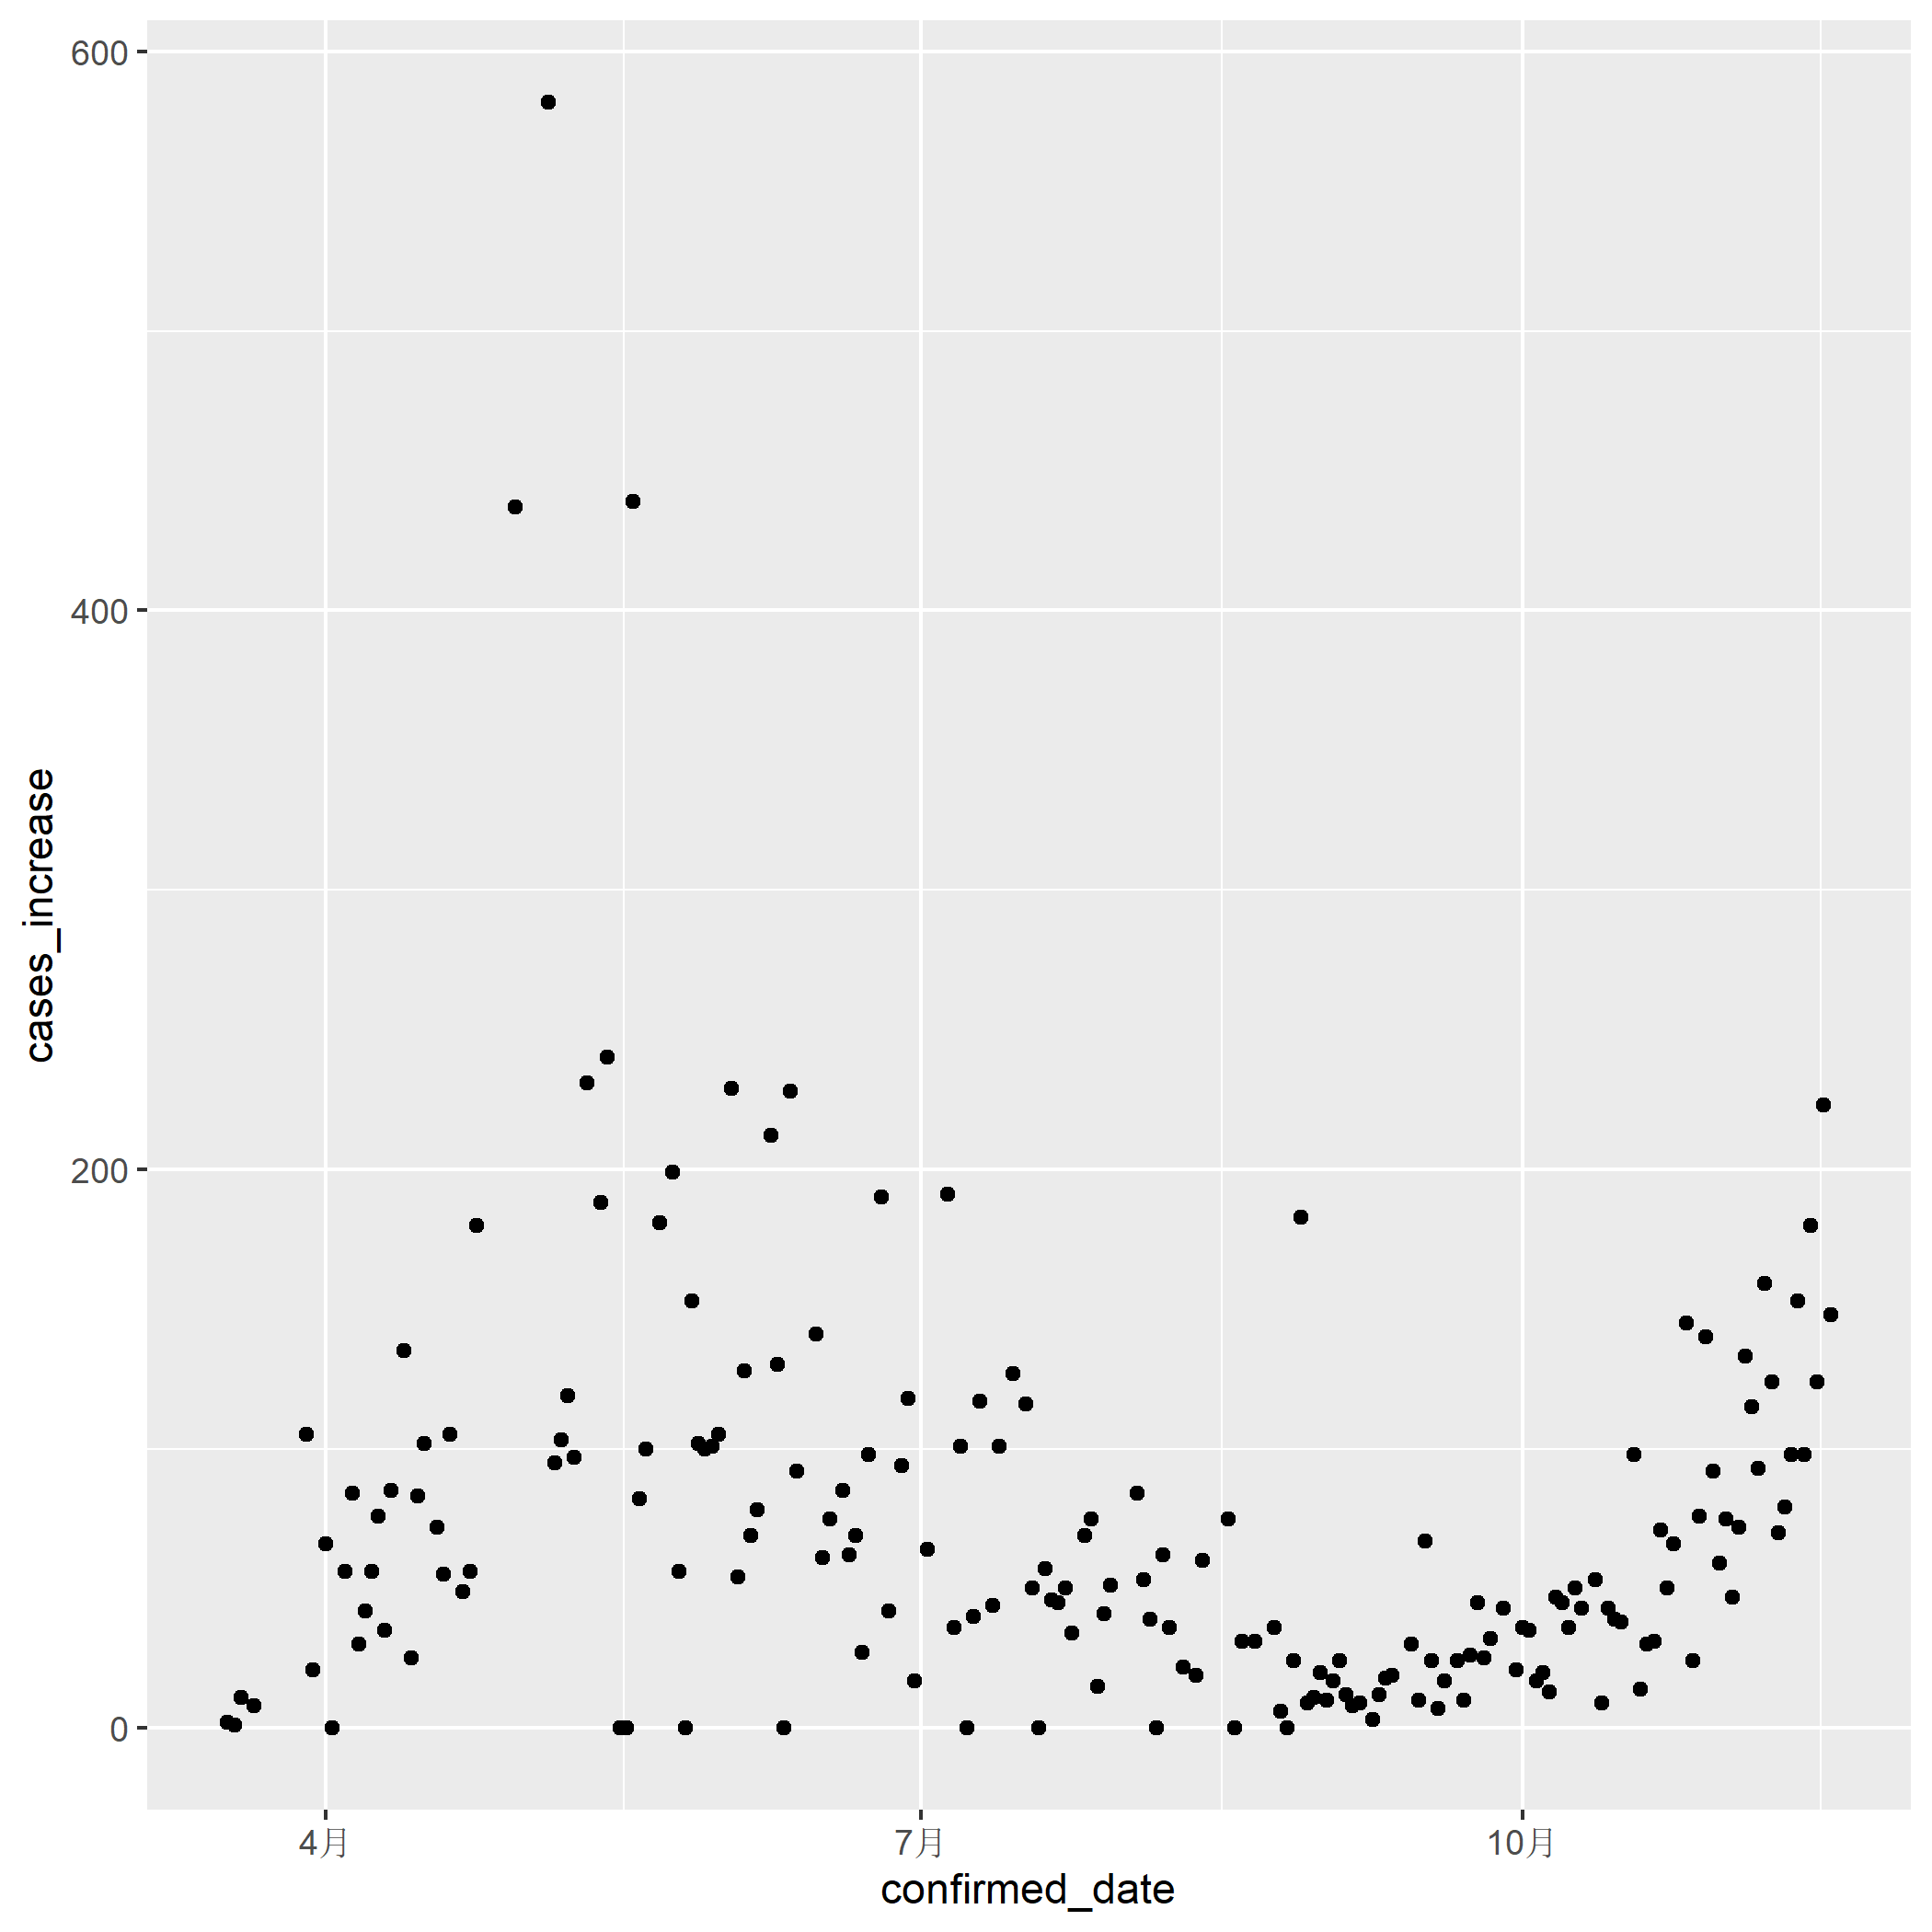 600
400
200
0
cases_increase
4月
7月
10月
confirmed_date